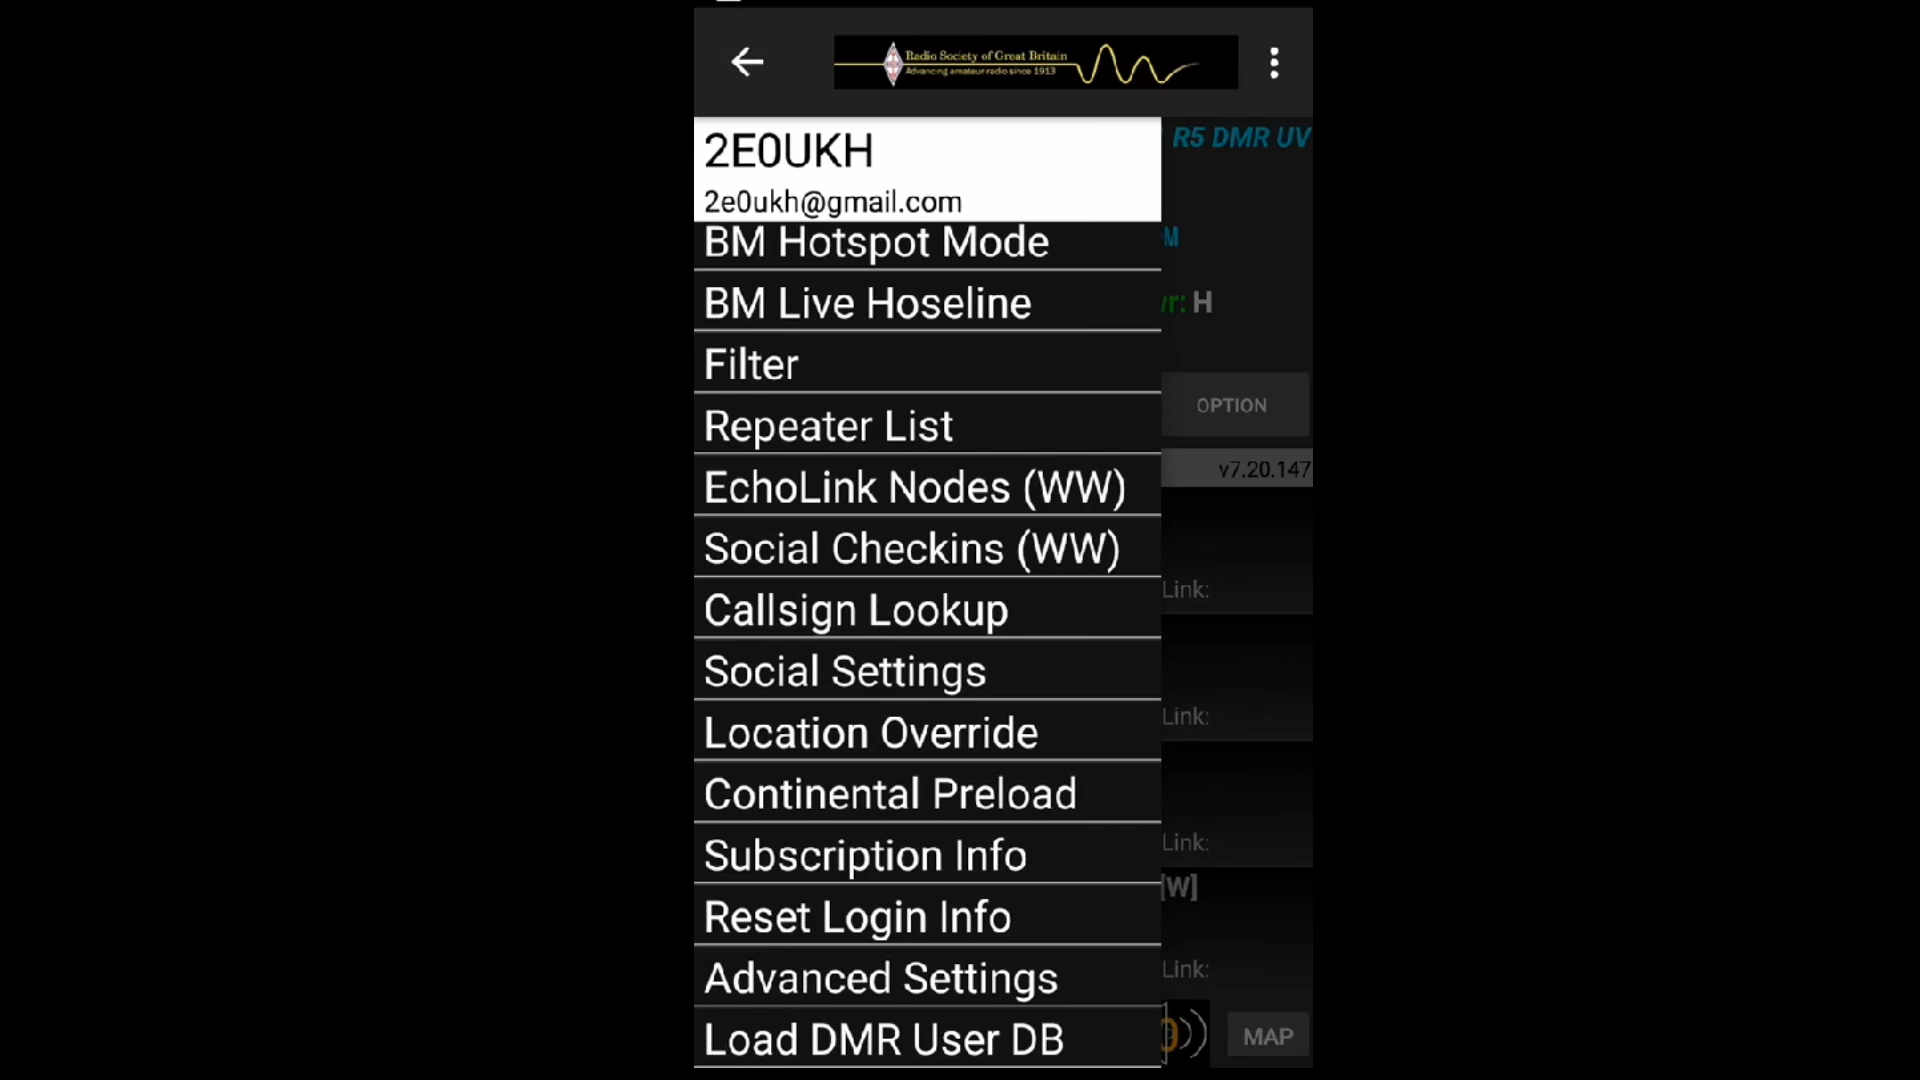 Radio Society of Great Britain
Advancing amateur radio since 1913
2E0UKH
2e0ukh@gmail.com
R5 DMR UV
BM Hotspot Mode
M
BM Live Hoseline
wr: H
Filter
OPTION
Repeater List
v7.20.147
EchoLink Nodes (WW)
Social Checkins (WW)
Link:
Callsign Lookup
Social Settings
Link:
Location Override
Continental Preload
Link:
Subscription Info
[W]
Reset Login Info
Advanced Settings
Link:
Load DMR User DB
MAP